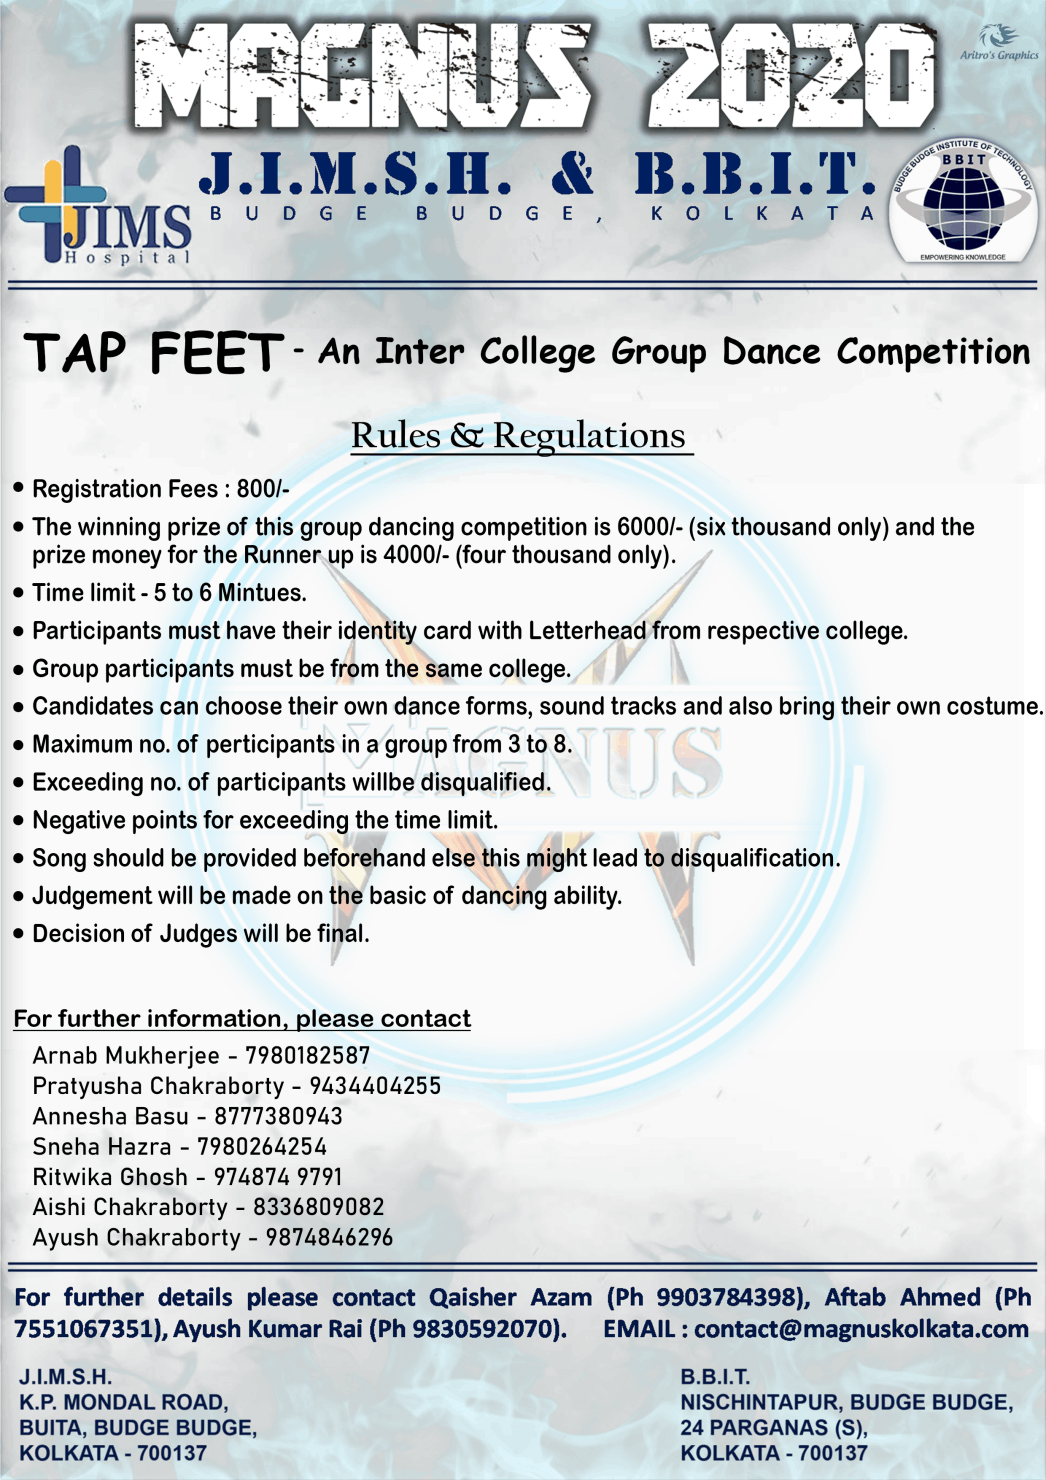 MAGNUS 2020
Aritro's Graphics
J.I.M.S.H. & B.B.I.T.
BUDGE BUDGE, KOLKATA
JIMS
Hospital
BUDGE BUDGE INSTITUTE OF TECHNOLOGY
BBIT
EMPOWERING KNOWLEDGE
TAP FEET - An Inter College Group Dance Competition
Rules & Regulations
• Registration Fees : 800/-
• The winning prize of this group dancing competition is 6000/- (six thousand only) and the
prize money for the Runner up is 4000/- (four thousand only).
• Time limit - 5 to 6 Mintues.
• Participants must have their identity card with Letterhead from respective college.
• Group participants must be from the same college.
• Candidates can choose their own dance forms, sound tracks and also bring their own costume.
• Maximum no. of perticipants in a group from 3 to 8.
MAGNUS
• Exceeding no. of participants willbe disqualified.
• Negative points for exceeding the time limit.
• Song should be provided beforehand else this might lead to disqualification.
• Judgement will be made on the basic of dancing ability.
• Decision of Judges will be final.
For further information, please contact
Arnab Mukherjee - 7980182587
Pratyusha Chakraborty - 9434404255
Annesha Basu - 8777380943
Sneha Hazra - 7980264254
Ritwika Ghosh - 974874 9791
Aishi Chakraborty - 8336809082
Ayush Chakraborty - 9874846296
For further details please contact Qaisher Azam (Ph 9903784398), Aftab Ahmed (Ph
7551067351), Ayush Kumar Rai (Ph 9830592070). EMAIL : contact@magnuskolkata.com
J.I.M.S.H.
K.P. MONDAL ROAD,
BUITA, BUDGE BUDGE,
KOLKATA - 700137
B.B.I.T.
NISCHINTAPUR, BUDGE BUDGE,
24 PARGANAS (S),
KOLKATA - 700137